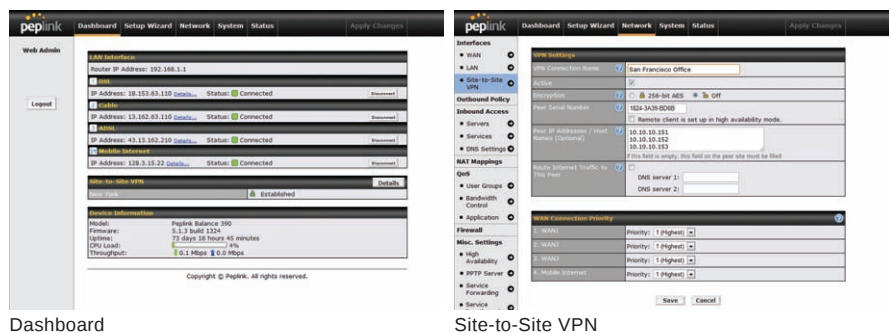 peplink Dashboard Setup Wizard Network System Status Apply Changes
Web Admin
Logout
LAN Interface
Router IP Address: 192.168.1.1
1 DSL
IP Address: 18.153.63.110 Details... Status: Connected Disconnect
2 Cable
IP Address: 13.162.63.110 Details... Status: Connected Disconnect
3 ADSL
IP Address: 43.13.162.210 Details... Status: Connected Disconnect
Mobile Internet
IP Address: 128.3.15.22 Details... Status: Connected Disconnect
Site-to-Site VPN Details
New York Established
Device Information
Model: Peplink Balance 390
Firmware: 5.1.3 build 1324
Uptime: 73 days 18 hours 45 minutes
CPU Load: 4%
Throughput: 0.1 Mbps 0.0 Mbps
Copyright © Peplink. All rights reserved.
Dashboard
peplink Dashboard Setup Wizard Network System Status Apply Changes
Interfaces
WAN
LAN
Site-to-Site
VPN
Outbound Policy
Inbound Access
Servers
Services
DNS Settings
NAT Mappings
QoS
User Groups
Bandwidth
Control
Application
Firewall
Misc. Settings
High
Availability
PPTP Server
Service
Forwarding
Service
VPN Settings
VPN Connection Name San Francisco Office
Active
Encryption 256-bit AES Off
Peer Serial Number 1824-3A39-BD6B
Remote client is set up in high availability mode.
Peer IP Addresses / Host
Names (Optional)
10.10.10.151
10.10.10.152
10.10.10.153
If this field is empty, this field on the peer site must be filled
Route Internet Traffic to
This Peer
DNS server 1:
DNS server 2:
WAN Connection Priority
1. WAN1 Priority: 1 (Highest)
2. WAN2 Priority: 1 (Highest)
3. WAN3 Priority: 1 (Highest)
4. Mobile Internet Priority: 1 (Highest)
Save Cancel
Site-to-Site VPN